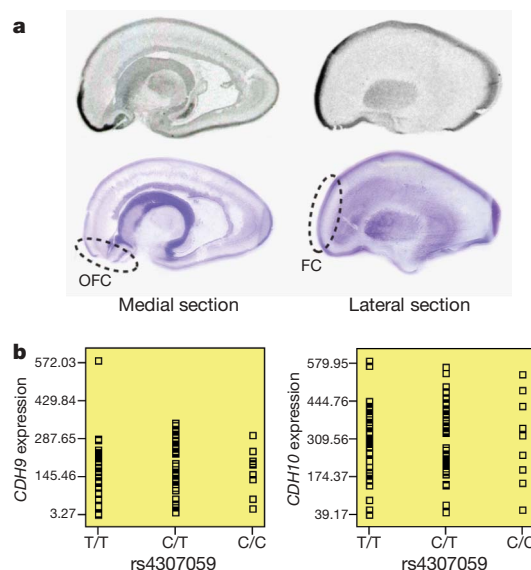 a
OFC
FC
Medial section
Lateral section
b
CDH9 expression
572.03
429.84
287.65
145.46
3.27
T/T
C/T
C/C
rs4307059
CDH10 expression
579.95
444.76
309.56
174.37
39.17
T/T
C/T
C/C
rs4307059